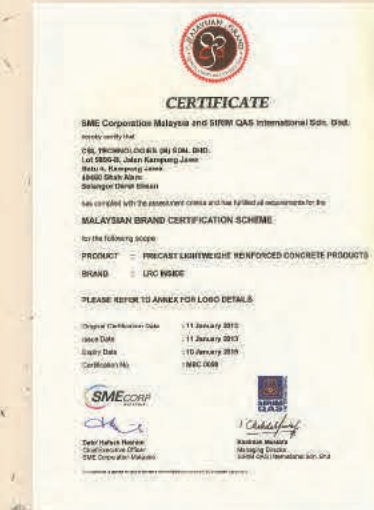 MALAYSIAN BRAND
CERTIFICATE
SME Corporation Malaysia and SIRIM QAS International Sdn. Bhd.
hereby certify that
CSL TECHNOLOGIES (M) SDN. BHD.
Lot 5856-B, Jalan Kampung Jawa
Batu 4, Kampung Jawa
Shah Alam
Selangor Darul Ehsan
has complied with the assessment criteria and has fulfilled all requirements for the
MALAYSIAN BRAND CERTIFICATION SCHEME
for the following scope
PRODUCT : PRECAST LIGHTWEIGHT REINFORCED CONCRETE PRODUCTS
BRAND : LRC INSIDE
PLEASE REFER TO ANNEX FOR LOGO DETAILS
Original Certification Date : 11 January
Issue Date : 11 January 2013
Expiry Date : 10 January
Certification No : MBC
SMECORP
MALAYSIA
SIRIM
QAS
Chief Executive Officer
SME Corporation Malaysia
Managing Director
SIRIM QAS International Sdn. Bhd